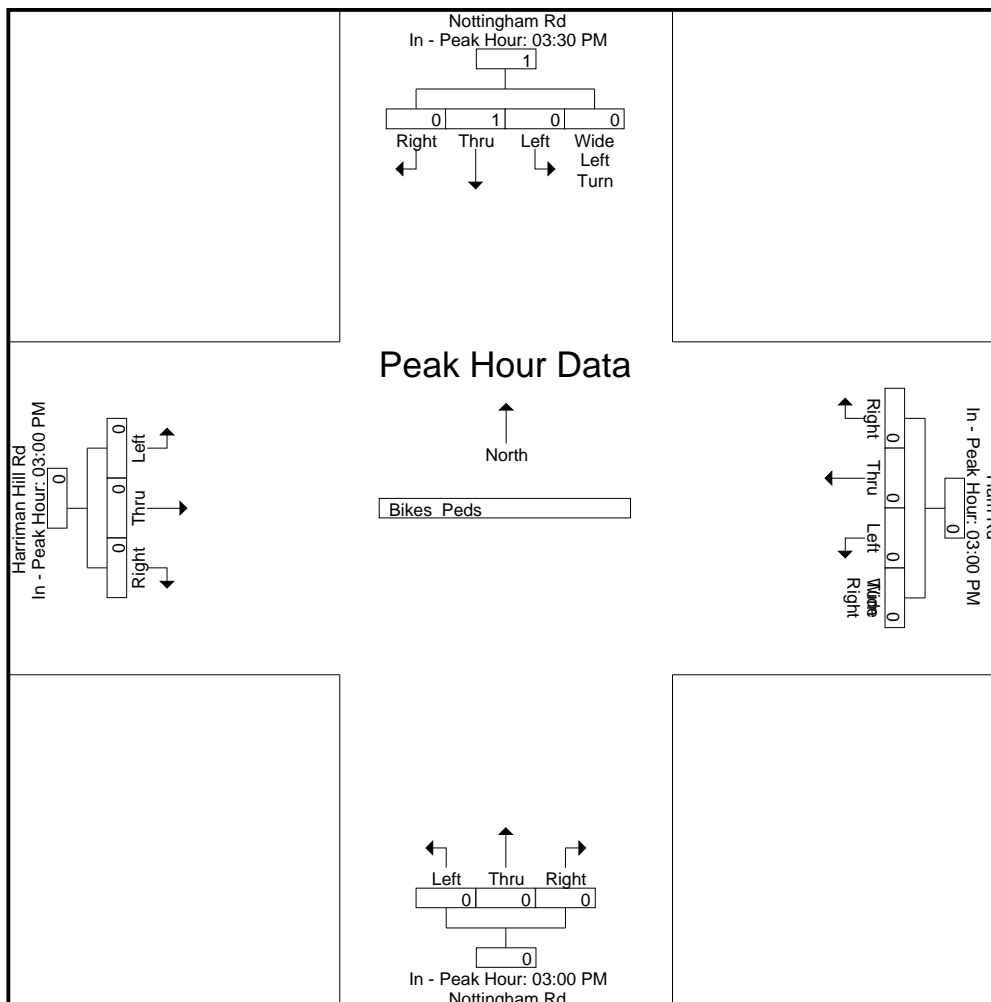 Nottingham Rd
In - Peak Hour: 03:30 PM
1
0 1 0 0
Right Thru Left Wide
Left
Turn
Peak Hour Data
North
Bikes Peds
Harriman Hill Rd
In - Peak Hour: 03:00 PM
0
0 0 0
Left Thru Right
In - Peak Hour: 03:00 PM
0
0 0 0 0
Right Thru Left Wide
Right
Turn
Left Thru Right
0 0 0
0
In - Peak Hour: 03:00 PM
Nottingham Rd